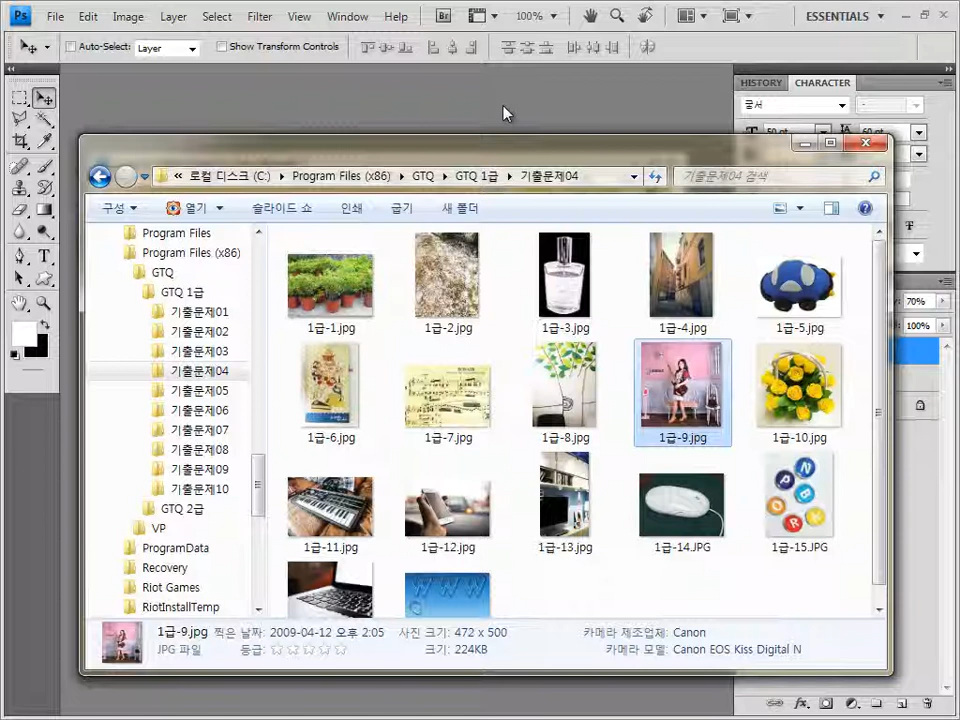 Ps File Edit Image Layer Select Filter View Window Help Br 100% ESSENTIALS
Auto-Select: Layer Show Transform Controls
HISTORY CHARACTER
굴서 -
T 50 pt 60 pt
« 로컬 디스크 (C:) Program Files (x86) GTQ GTQ 1급 기출문제04 기출문제04 검색
구성 열기 슬라이드 쇼 인쇄 굽기 새 폴더
Program Files
Program Files (x86)
GTQ
GTQ 1급
기출문제01
기출문제02
기출문제03
기출문제04
기출문제05
기출문제06
기출문제07
기출문제08
기출문제09
기출문제10
GTQ 2급
VP
ProgramData
Recovery
Riot Games
RiotInstallTemp
1급-1.jpg 1급-2.jpg 1급-3.jpg 1급-4.jpg 1급-5.jpg
1급-6.jpg 1급-7.jpg 1급-8.jpg 1급-9.jpg 1급-10.jpg
1급-11.jpg 1급-12.jpg 1급-13.jpg 1급-14.JPG 1급-15.JPG
70%
100%
1급-9.jpg 찍은 날짜: 2009-04-12 오후 2:05 사진 크기: 472 x 500 카메라 제조업체: Canon
JPG 파일 등급: 크기: 224KB 카메라 모델: Canon EOS Kiss Digital N
fx